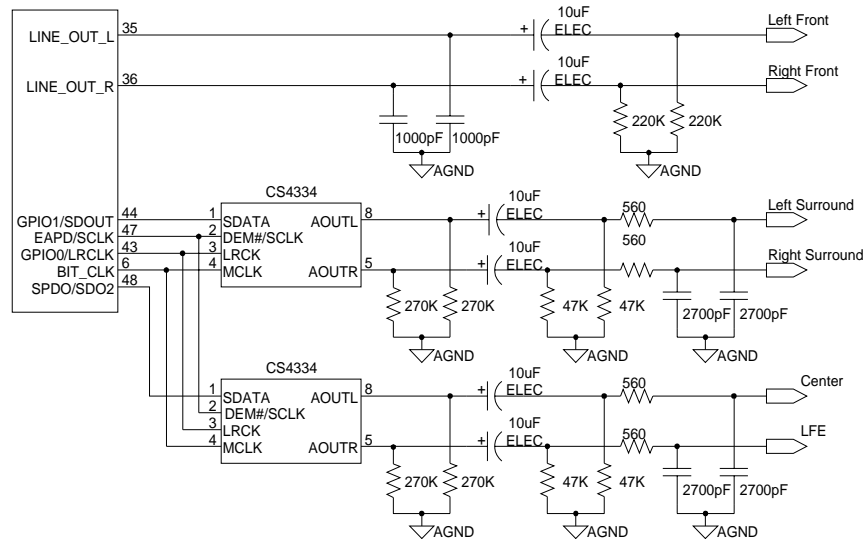 LINE_OUT_L
35
10uF
ELEC
+
Left Front
LINE_OUT_R
36
10uF
ELEC
+
Right Front
1000pF
1000pF
220K
220K
AGND
AGND
CS4334
GPIO1/SDOUT
44
EAPD/SCLK
47
GPIO0/LRCLK
43
BIT_CLK
6
SPDO/SDO2
48
1
SDATA
2
DEM#/SCLK
3
LRCK
4
MCLK
AOUTL
8
AOUTR
5
10uF
ELEC
+
560
Left Surround
10uF
ELEC
+
560
Right Surround
270K
270K
47K
47K
2700pF
2700pF
AGND
AGND
AGND
CS4334
1
SDATA
2
DEM#/SCLK
3
LRCK
4
MCLK
AOUTL
8
AOUTR
5
10uF
ELEC
+
560
Center
10uF
ELEC
+
560
LFE
270K
270K
47K
47K
2700pF
2700pF
AGND
AGND
AGND